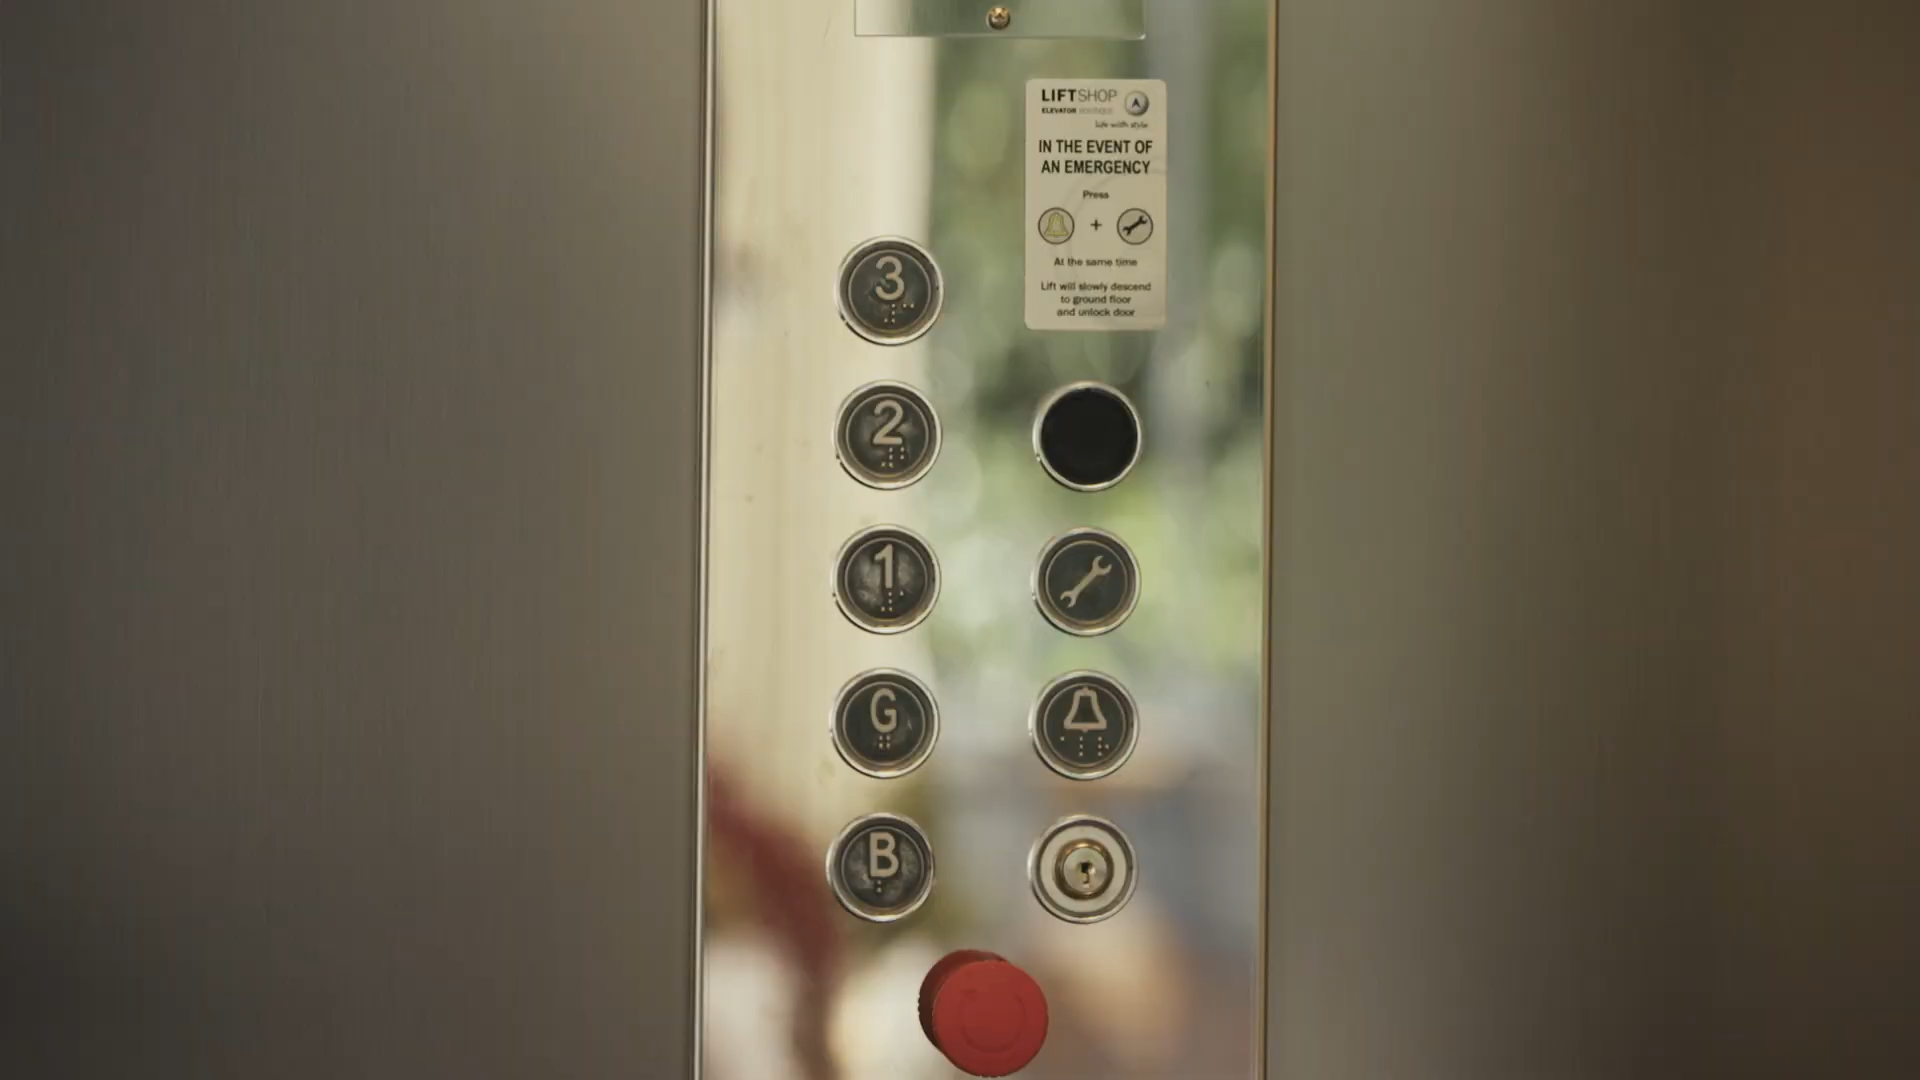 LIFTSHOP
ELEVATOR BOUTIQUE
life with style
IN THE EVENT OF
AN EMERGENCY
Press
+
At the same time
Lift will slowly descend
to ground floor
and unlock door
3
2
1
G
B